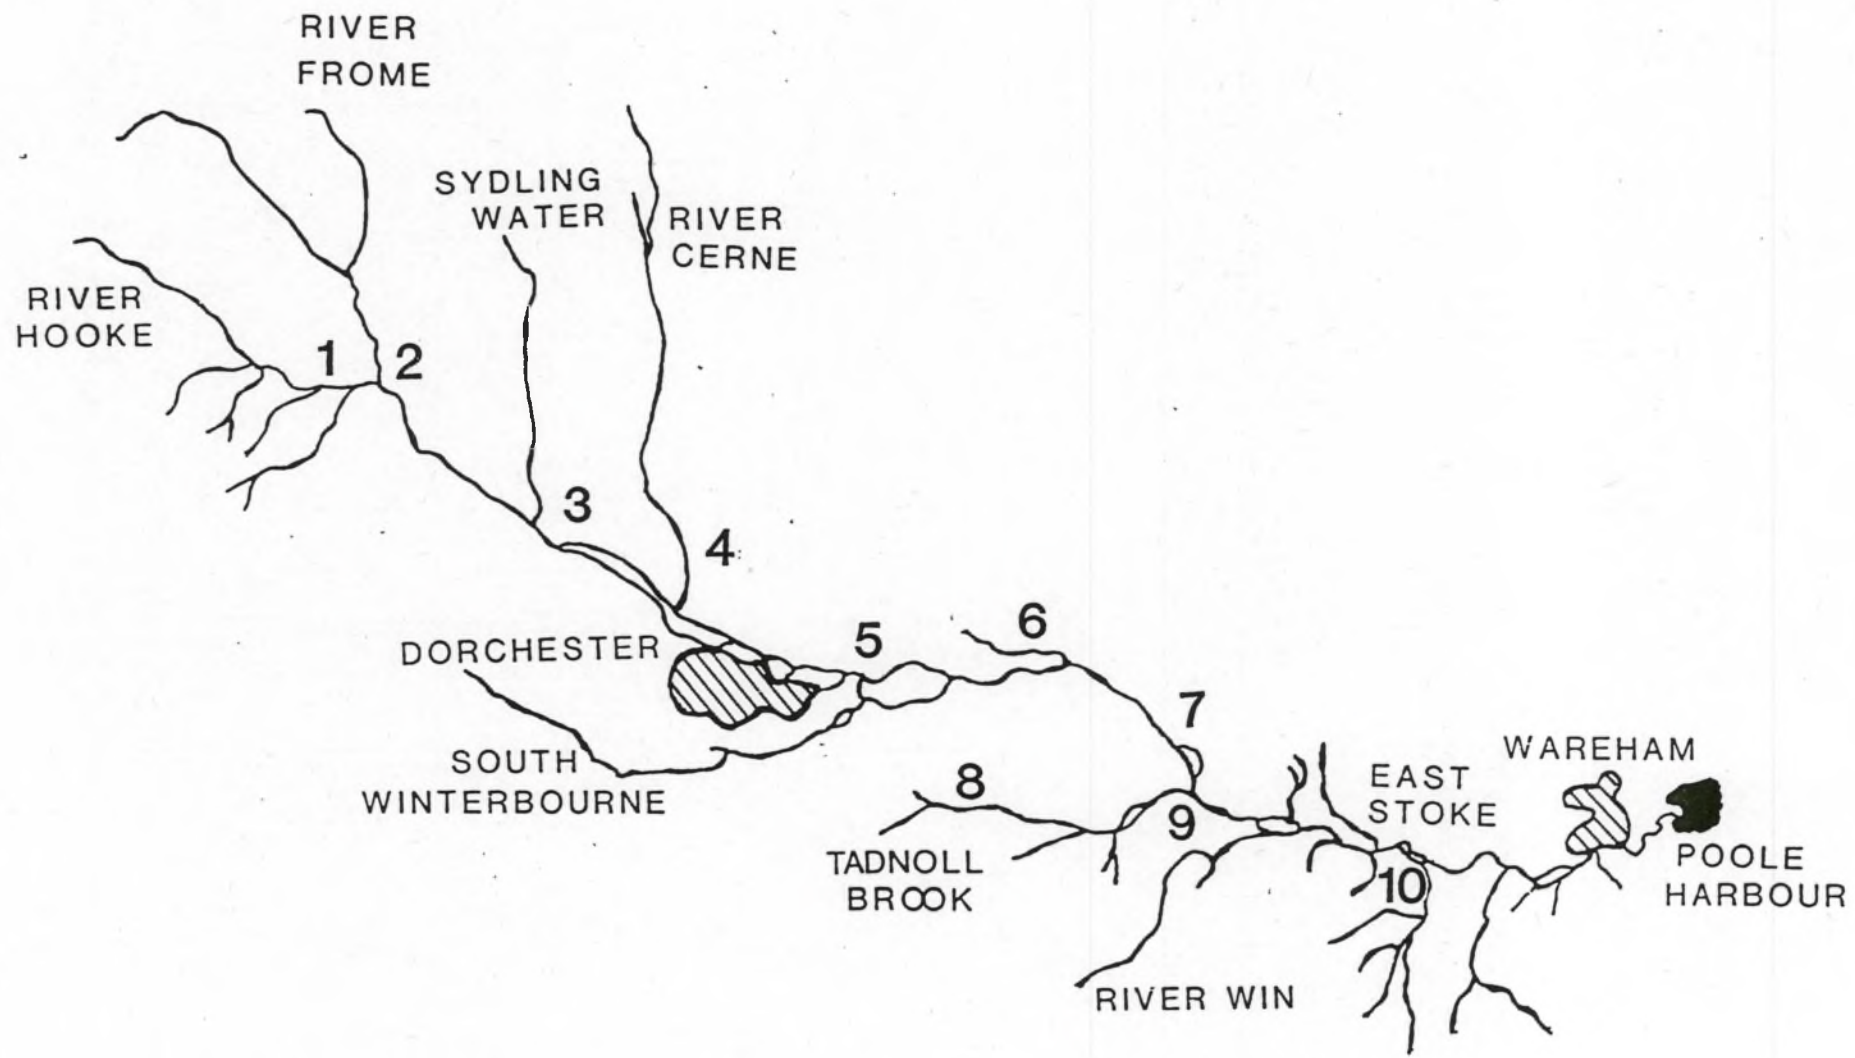 RIVER
FROME
SYDLING
WATER
RIVER
CERNE
RIVER
HOOKE
1
2
3
4
DORCHESTER
5
6
7
SOUTH
WINTERBOURNE
8
9
TADNOLL
BROOK
EAST
STOKE
10
WAREHAM
POOLE
HARBOUR
RIVER WIN